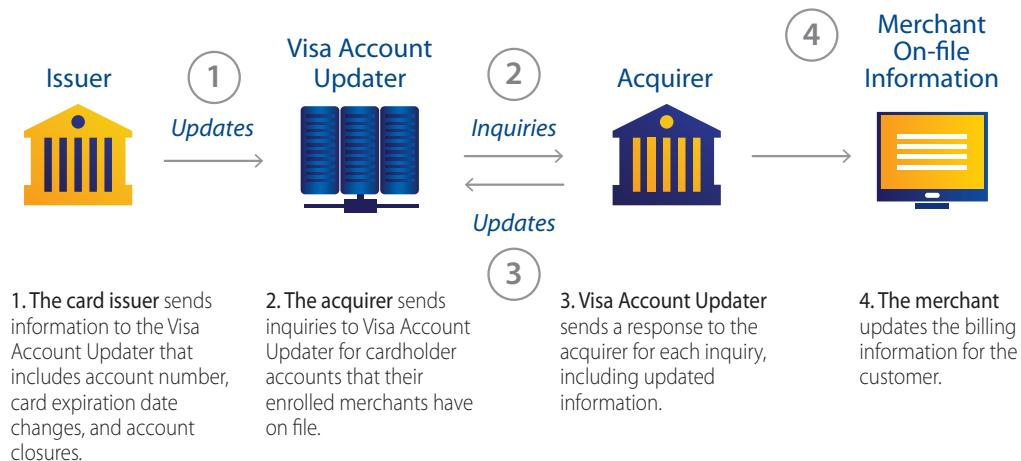 Issuer
1
Updates
Visa Account
Updater
2
Inquiries
Updates
3
Acquirer
4
Merchant
On-file
Information
1. The card issuer sends
information to the Visa
Account Updater that
includes account number,
card expiration date
changes, and account
closures.
2. The acquirer sends
inquiries to Visa Account
Updater for cardholder
accounts that their
enrolled merchants have
on file.
3. Visa Account Updater
sends a response to the
acquirer for each inquiry,
including updated
information.
4. The merchant
updates the billing
information for the
customer.